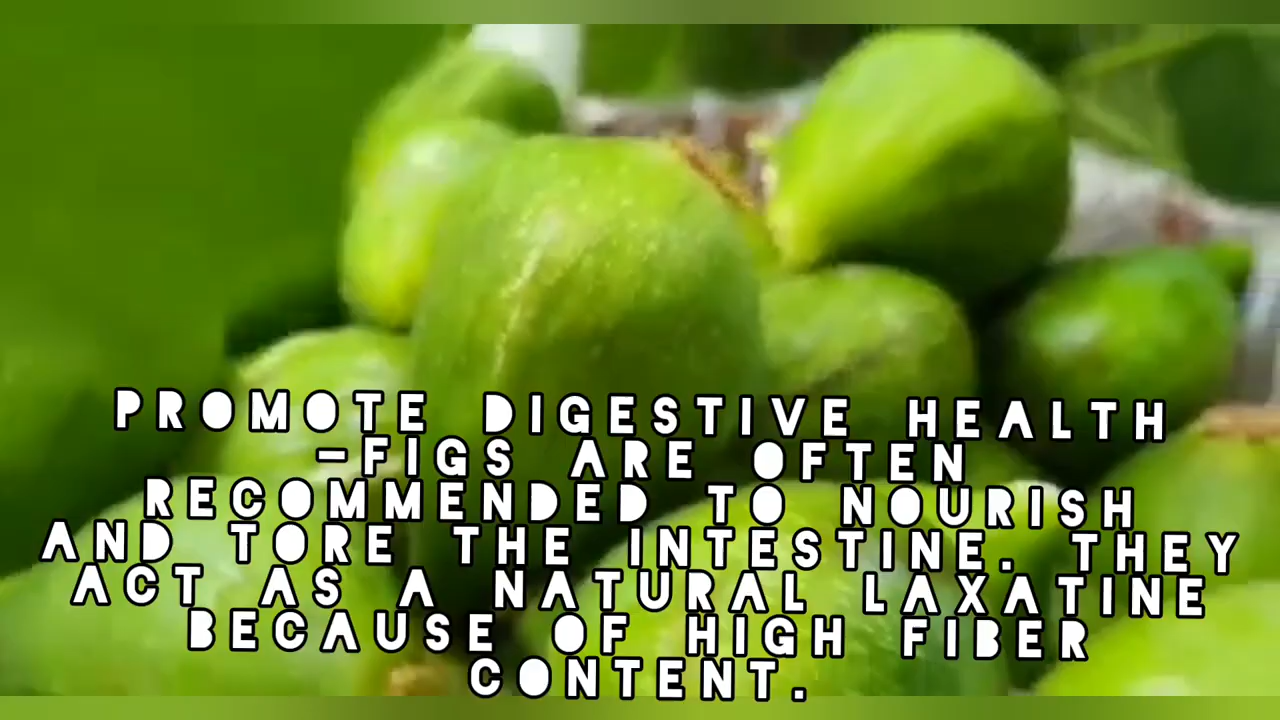 PROMOTE DIGESTIVE HEALTH
-FIGS ARE OFTEN
RECOMMENDED TO NOURISH
AND TORE THE INTESTINE. THEY
ACT AS A NATURAL LAXATINE
BECAUSE OF HIGH FIBER
CONTENT.